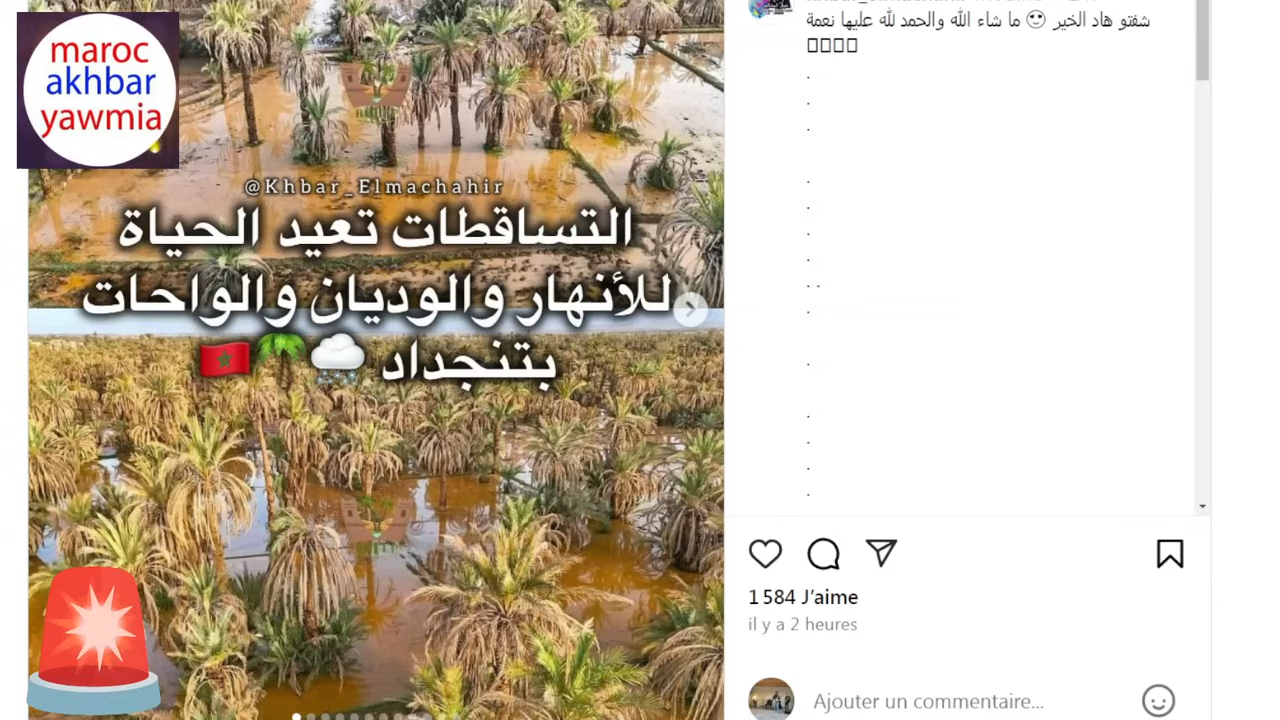 maroc
akhbar
yawmia
@Khbar_Elmachahir
التساقطات تعيد الحياة
للأنهار والوديان والواحات
بتنجداد 🌨️🌴🇲🇦
شفتو هاد الخير 🥹 ما شاء الله والحمد لله عليها نعمة
.
.
.
.
.
.
.
. .
.
.
.
.
.
.
1 584 J’aime
il y a 2 heures
Ajouter un commentaire...